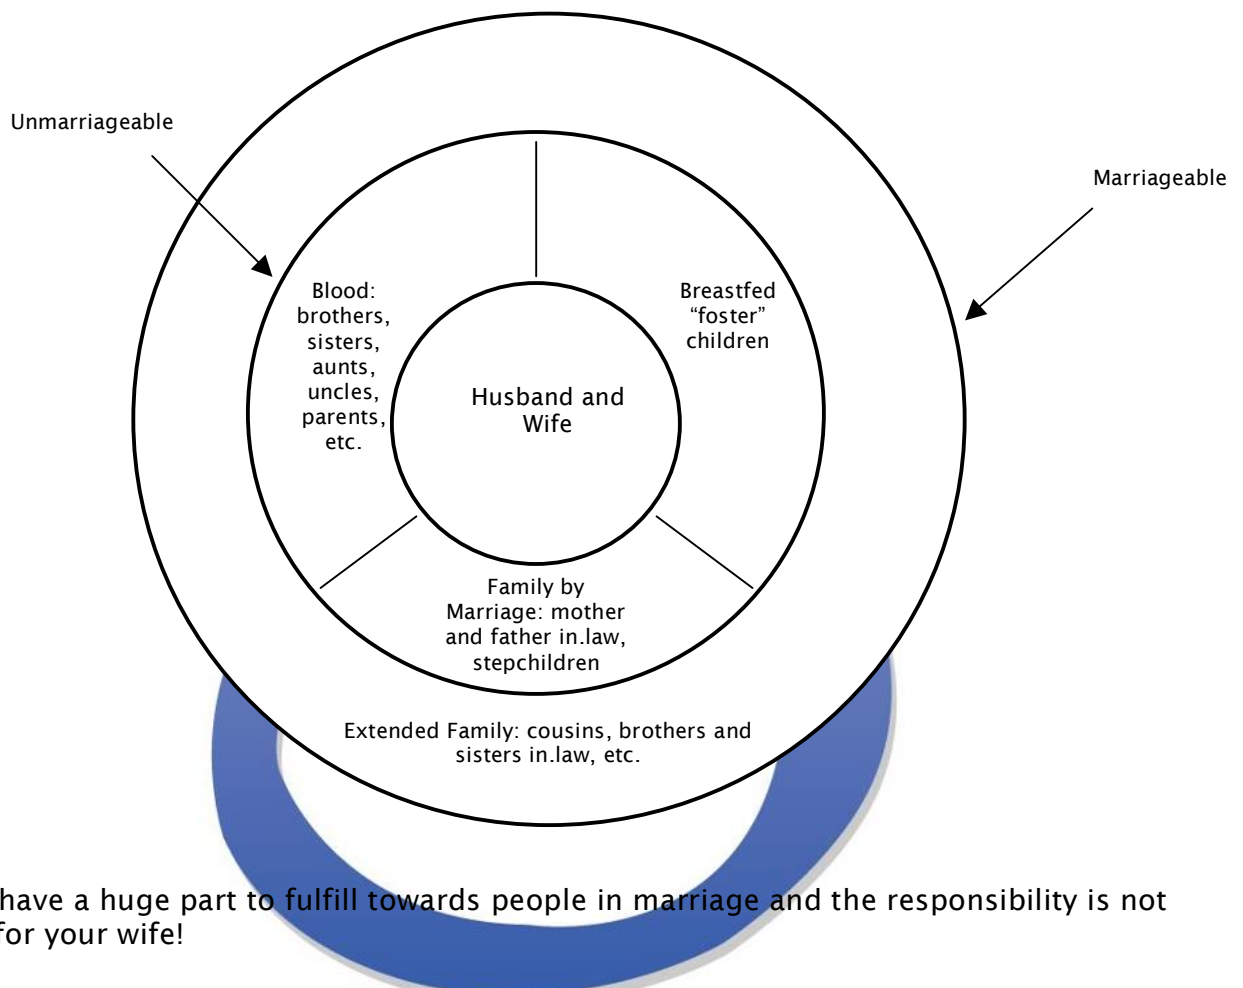 Unmarriageable
Marriageable
Blood:
brothers,
sisters,
aunts,
uncles,
parents,
etc.
Breastfed
“foster”
children
Husband and
Wife
Family by
Marriage: mother
and father in.law,
stepchildren
Extended Family: cousins, brothers and
sisters in.law, etc.
have a huge part to fulfill towards people in marriage and the responsibility is not
for your wife!